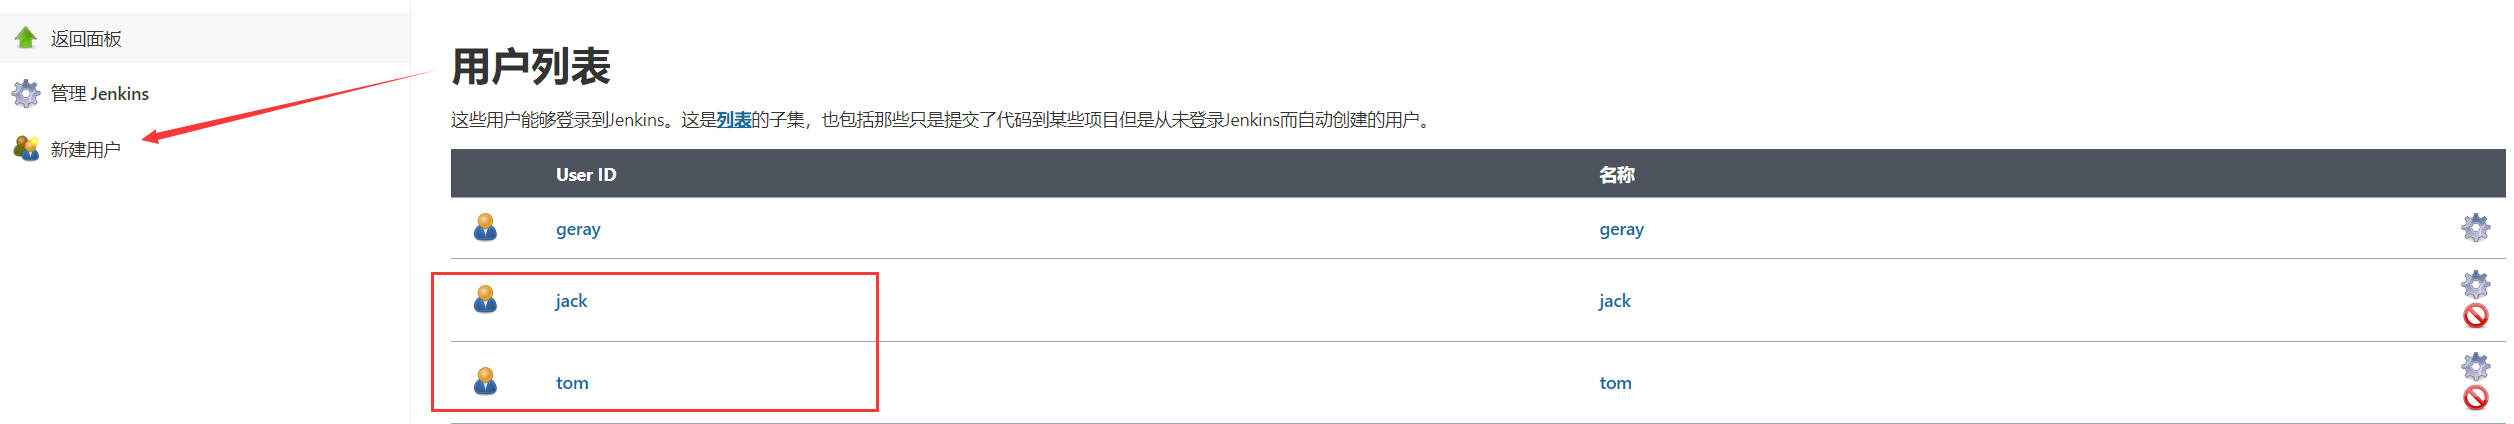 返回面板
管理 Jenkins
新建用户
用户列表
这些用户能够登录到Jenkins。这是列表的子集，也包括那些只是提交了代码到某些项目但是从未登录Jenkins而自动创建的用户。
User ID 名称
geray geray
jack jack
tom tom